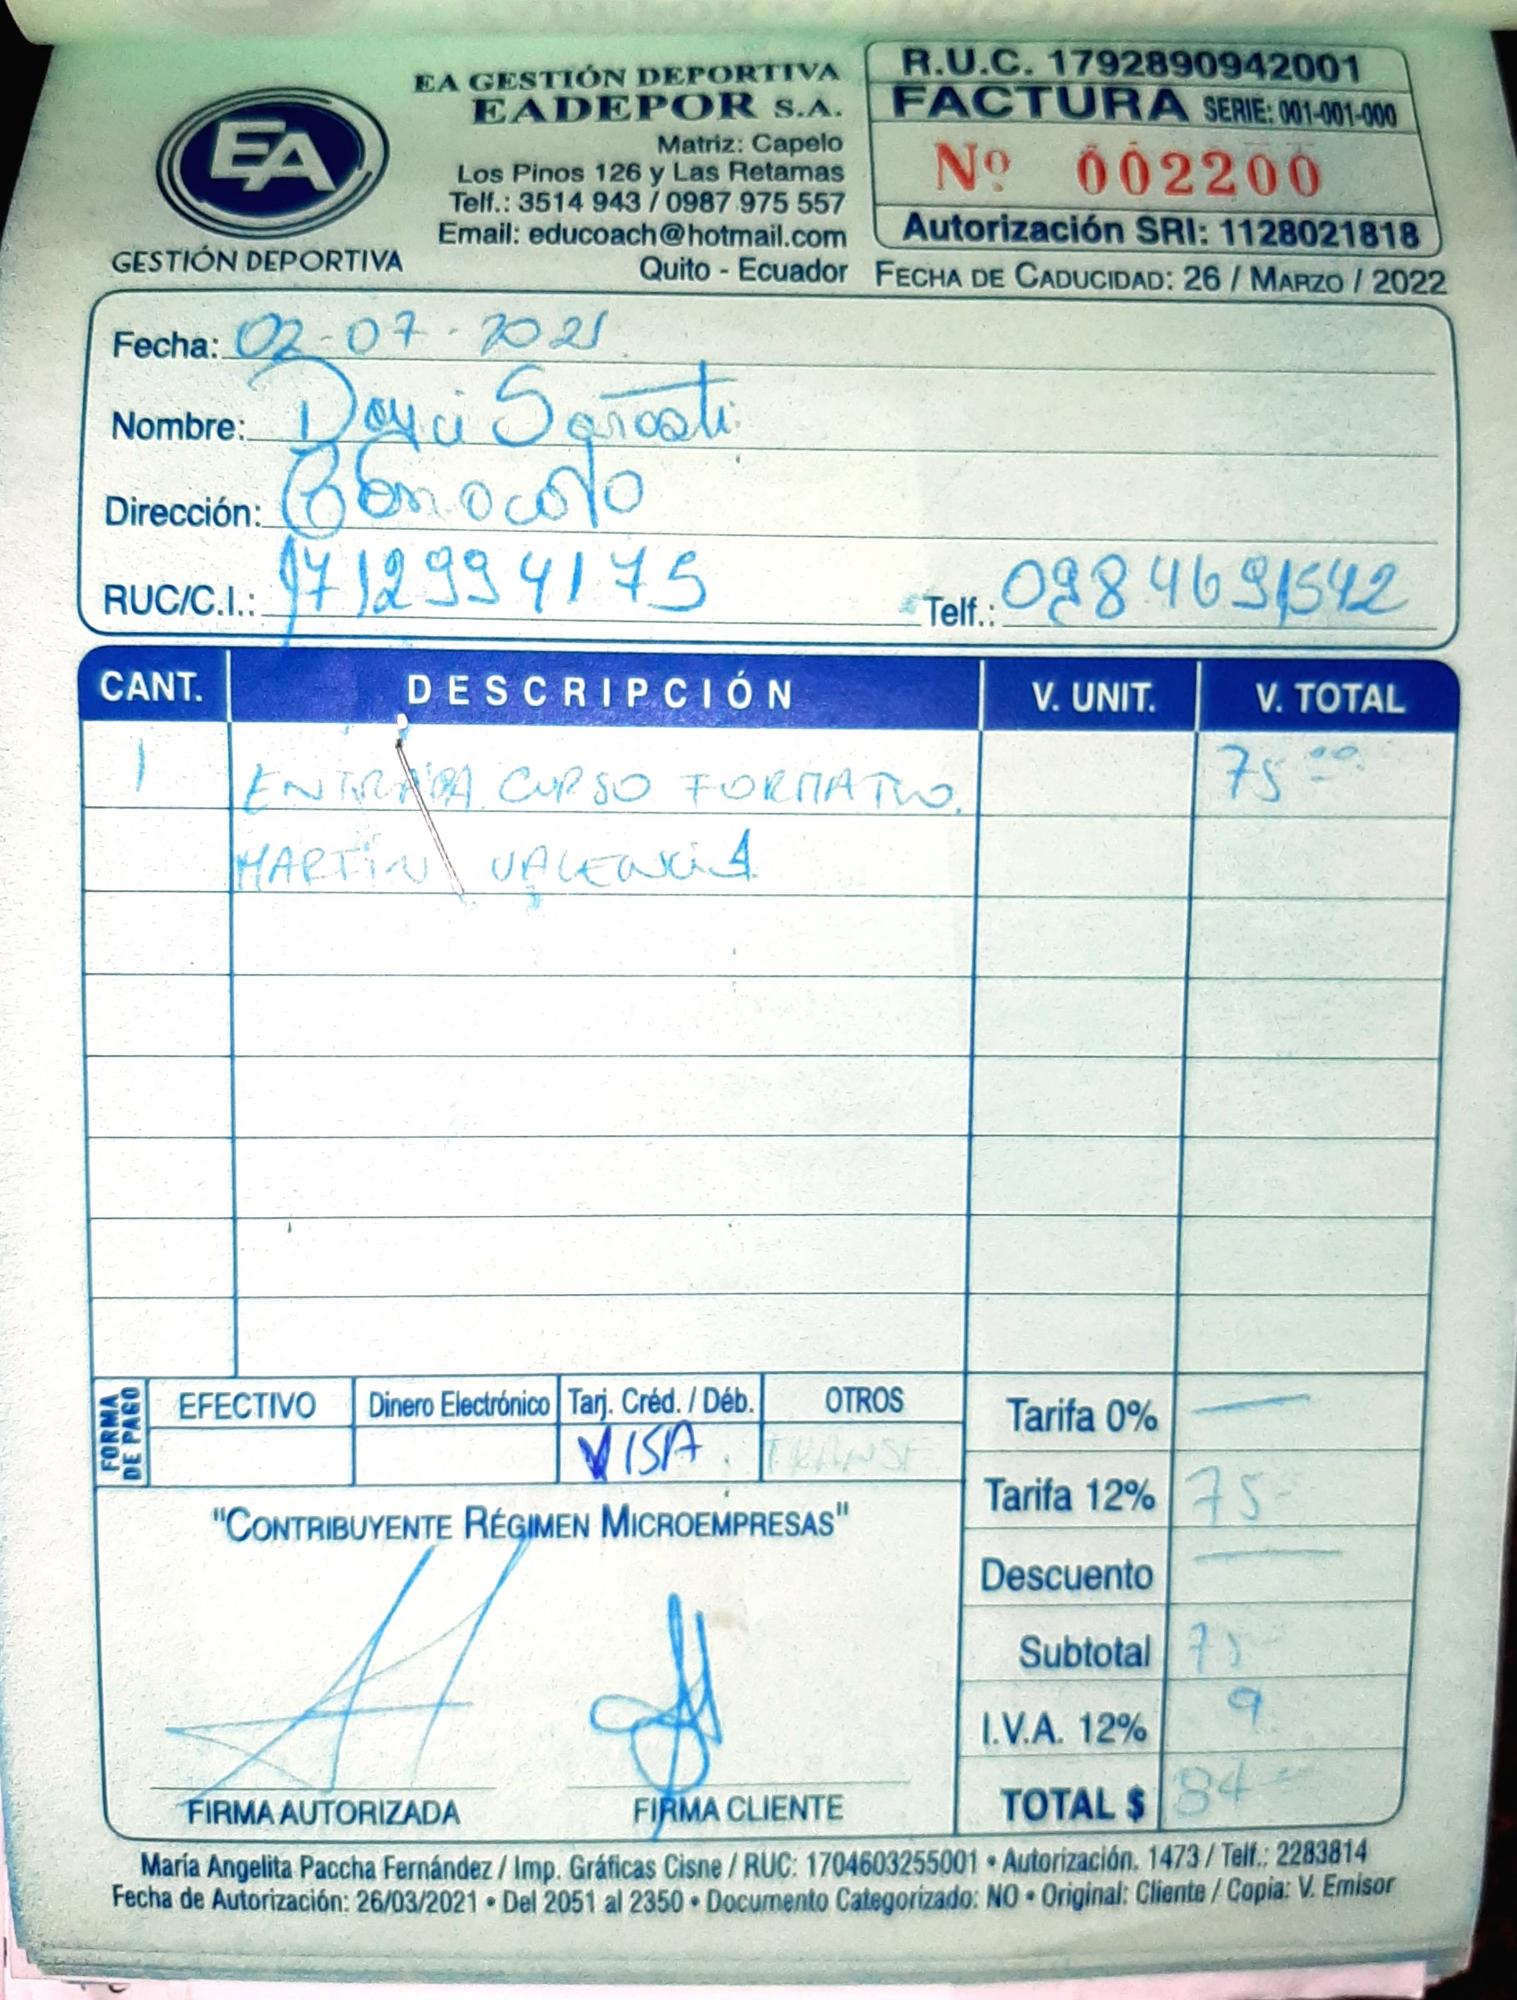 EA
GESTIÓN DEPORTIVA
EA GESTIÓN DEPORTIVA
EADEPOR S.A.
Matriz: Capelo
Los Pinos 126 y Las Retamas
Telf.: 3514 943 / 0987 975 557
Email: educoach@hotmail.com
Quito - Ecuador
R.U.C. 1792890942001
FACTURA SERIE: 001-001-000
Nº 002200
Autorización SRI: 1128021818
FECHA DE CADUCIDAD: 26 / MARZO / 2022
Fecha: 02-07-2021
Nombre:
Dirección: Conocoto
RUC/C.I.: 1712994175 Telf.: 0984691542
CANT. DESCRIPCIÓN V. UNIT. V. TOTAL
1 ENTRADA CURSO FORMATIVO. 75 00
MARTIN VALENCIA
FORMA DE PAGO
EFECTIVO Dinero Electrónico Tarj. Créd. / Déb. OTROS
VISA TRANSF
Tarifa 0% —
Tarifa 12% 75-
Descuento —
Subtotal 75-
I.V.A. 12% 9
TOTAL $ 84-
"CONTRIBUYENTE RÉGIMEN MICROEMPRESAS"
FIRMA AUTORIZADA FIRMA CLIENTE
María Angelita Paccha Fernández / Imp. Gráficas Cisne / RUC: 1704603255001 • Autorización. 1473 / Telf.: 2283814
Fecha de Autorización: 26/03/2021 • Del 2051 al 2350 • Documento Categorizado: NO • Original: Cliente / Copia: V. Emisor